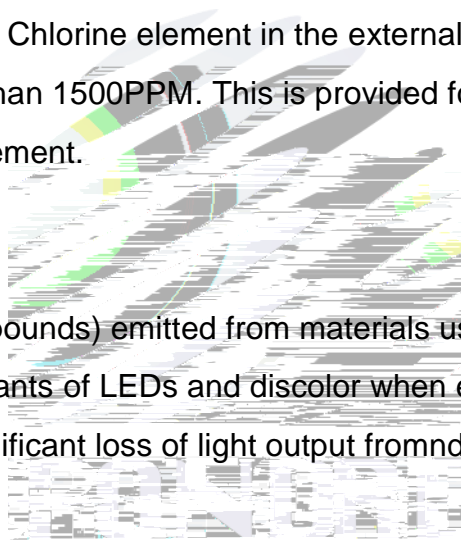 Chlorine element in the external
han 1500PPM. This is provided fo
ement.
ounds) emitted from materials us
ants of LEDs and discolor when e
ificant loss of light output fromnd